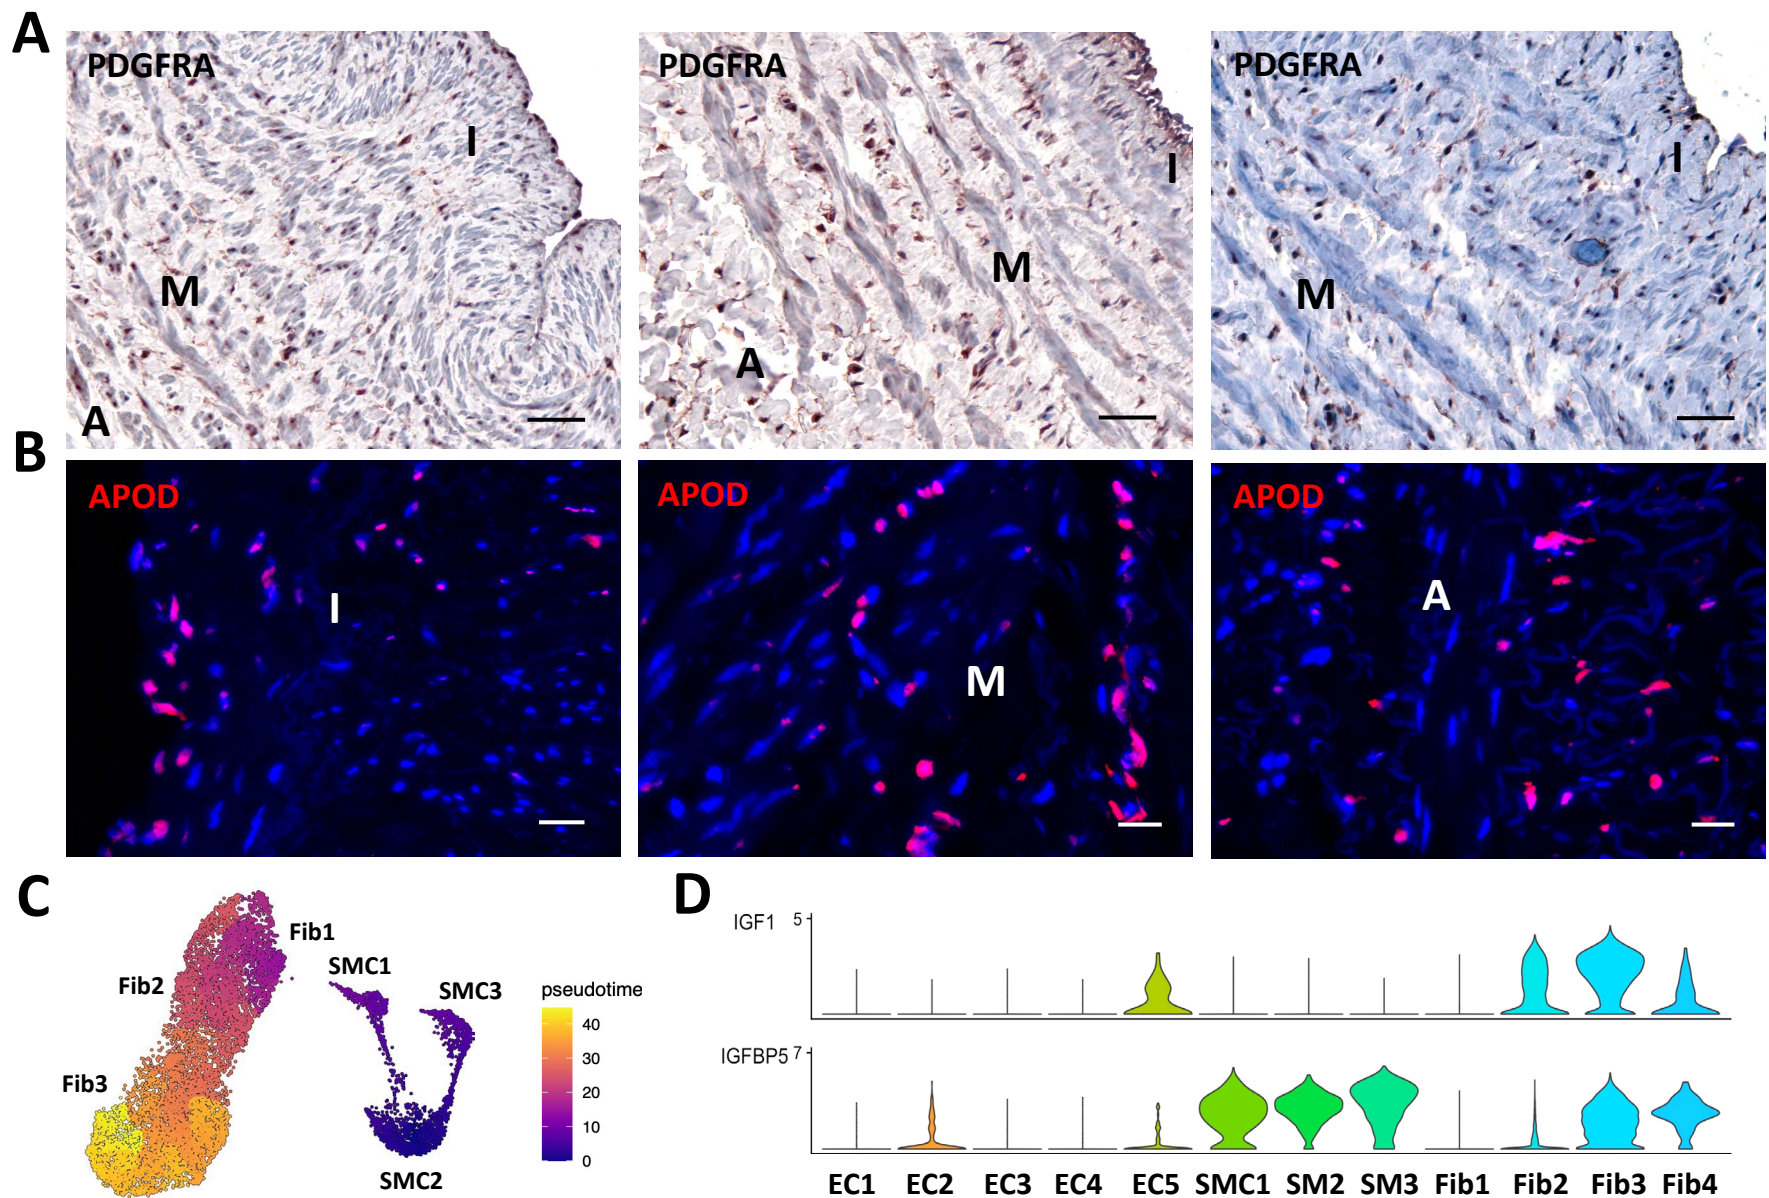 A
PDGFRA
I
M
A
PDGFRA
I
M
A
PDGFRA
I
M
B
APOD
I
APOD
M
APOD
A
C
Fib1
SMC1
Fib2
SMC3
Fib3
SMC2
pseudotime
40
30
20
10
0
D
IGF1 5
IGFBP5 7
EC1 EC2 EC3 EC4 EC5 SMC1 SM2 SM3 Fib1 Fib2 Fib3 Fib4